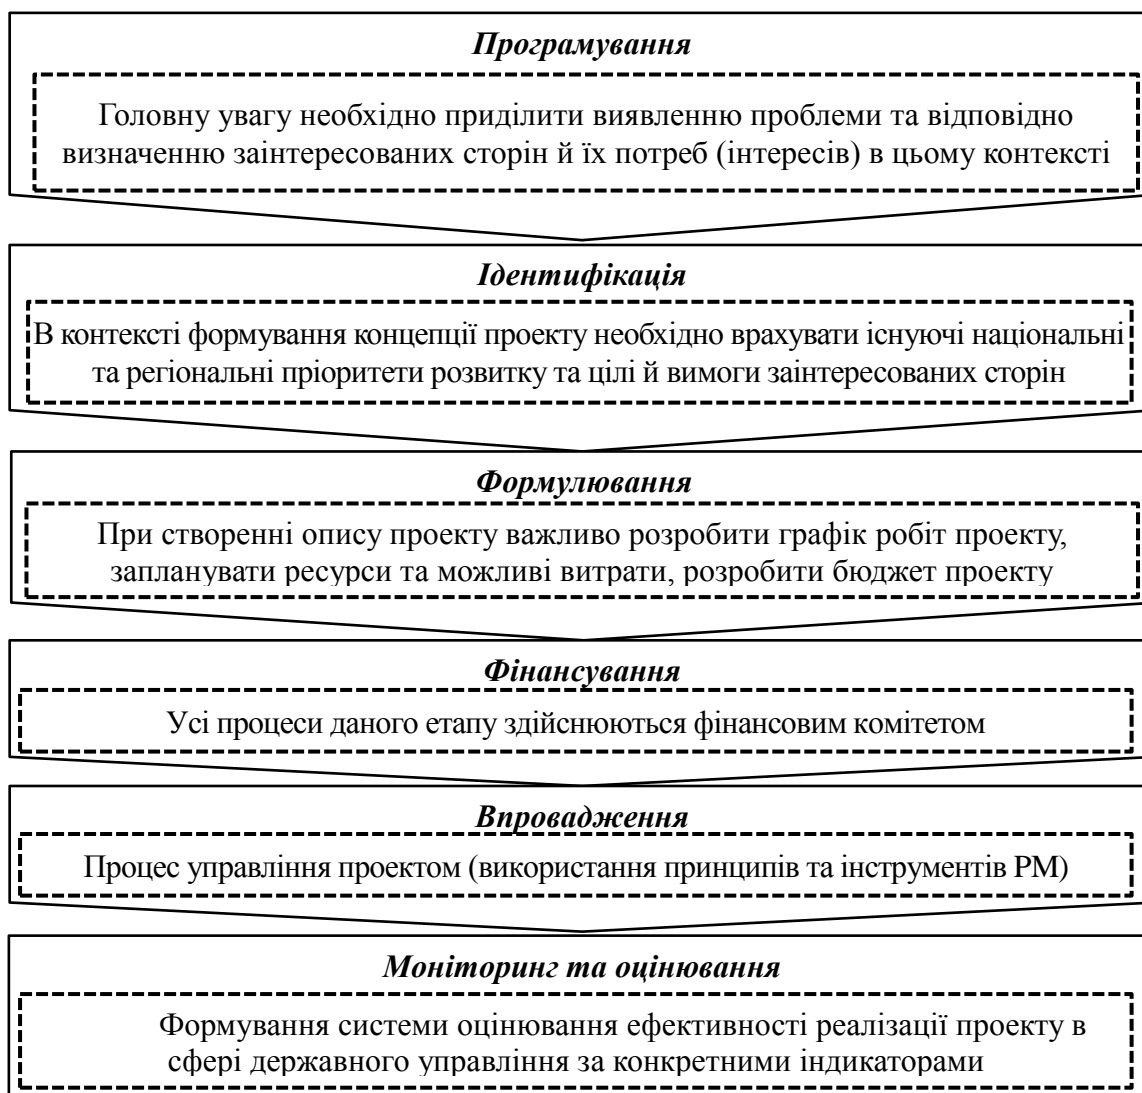 Програмування
Головну увагу необхідно приділити виявленню проблеми та відповідно
визначенню заінтересованих сторін й їх потреб (інтересів) в цьому контексті
Ідентифікація
В контексті формування концепції проекту необхідно врахувати існуючі національні
та регіональні пріоритети розвитку та цілі й вимоги заінтересованих сторін
Формулювання
При створенні опису проекту важливо розробити графік робіт проекту,
запланувати ресурси та можливі витрати, розробити бюджет проекту
Фінансування
Усі процеси даного етапу здійснюються фінансовим комітетом
Впровадження
Процес управління проектом (використання принципів та інструментів РМ)
Моніторинг та оцінювання
Формування системи оцінювання ефективності реалізації проекту в
сфері державного управління за конкретними індикаторами